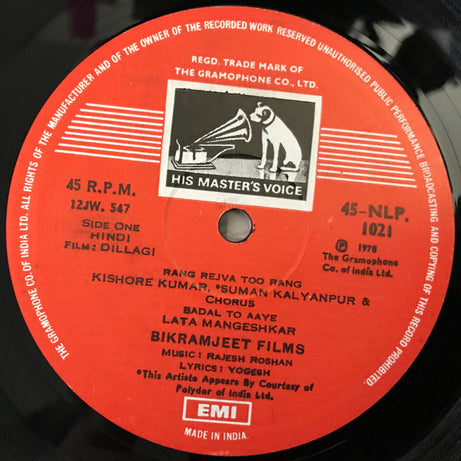 THE GRAMOPHONE CO. OF INDIA LTD. ALL RIGHTS OF THE MANUFACTURER AND OF THE OWNER OF THE RECORDED WORK RESERVED UNAUTHORISED PUBLIC PERFORMANCE BROADCASTING AND COPYING OF THIS RECORD PROHIBITED.
REGD. TRADE MARK OF
THE GRAMOPHONE CO., LTD.
HIS MASTER'S VOICE
45 R.P.M.
12JW. 547
SIDE ONE
HINDI
FILM: DILLAGI
45-NLP.
1021
Ⓟ 1978
The Gramophone
Co. of India Ltd.
RANG REJVA TOO RANG
KISHORE KUMAR, *SUMAN KALYANPUR &
CHORUS
BADAL TO AAYE
LATA MANGESHKAR
BIKRAMJEET FILMS
MUSIC: RAJESH ROSHAN
LYRICS: YOGESH
*This Artiste Appears By Courtesy of
Polydor of India Ltd.
EMI
MADE IN INDIA.